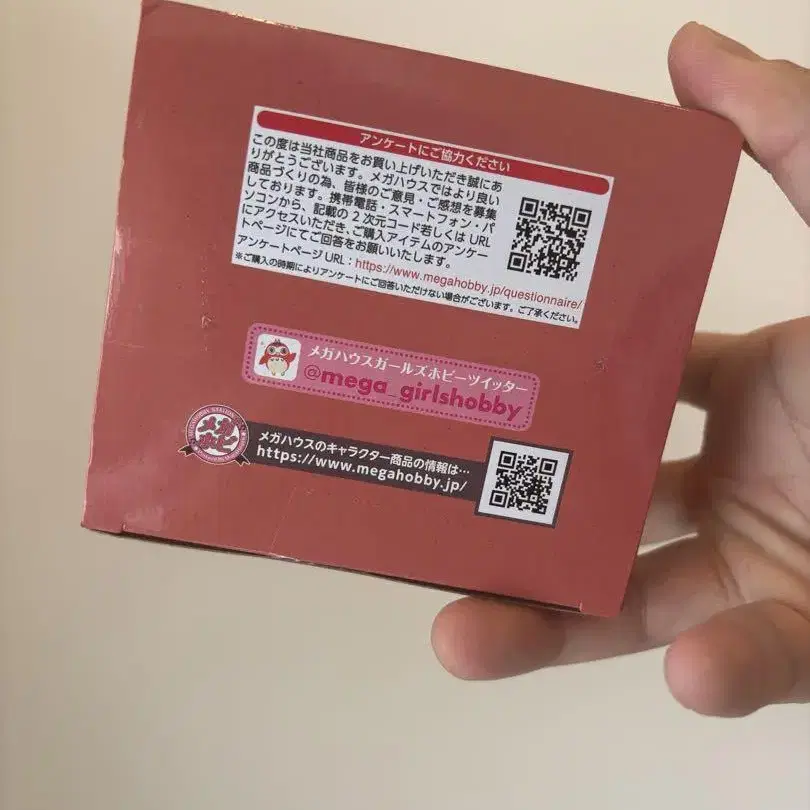 アンケートにご協力ください
この度は当社商品をお買い上げいただき誠にあ
りがとうございます。メガハウスではより良い
商品づくりの為、皆様のご意見・ご感想を募集
しております。携帯電話・スマートフォン・パ
ソコンから、記載の２次元コード若しくは URL
にアクセスいただき、ご購入アイテムのアンケー
トページにてご回答をお願いいたします。
アンケートページ URL：https://www.megahobby.jp/questionnaire/
※ご購入の時期によりアンケートにご回答いただけない場合がございます。ご了承ください。
メガハウスガールズホビーツイッター
@mega_girlshobby
メガホビ
メガハウスのキャラクター商品の情報は…
https://www.megahobby.jp/